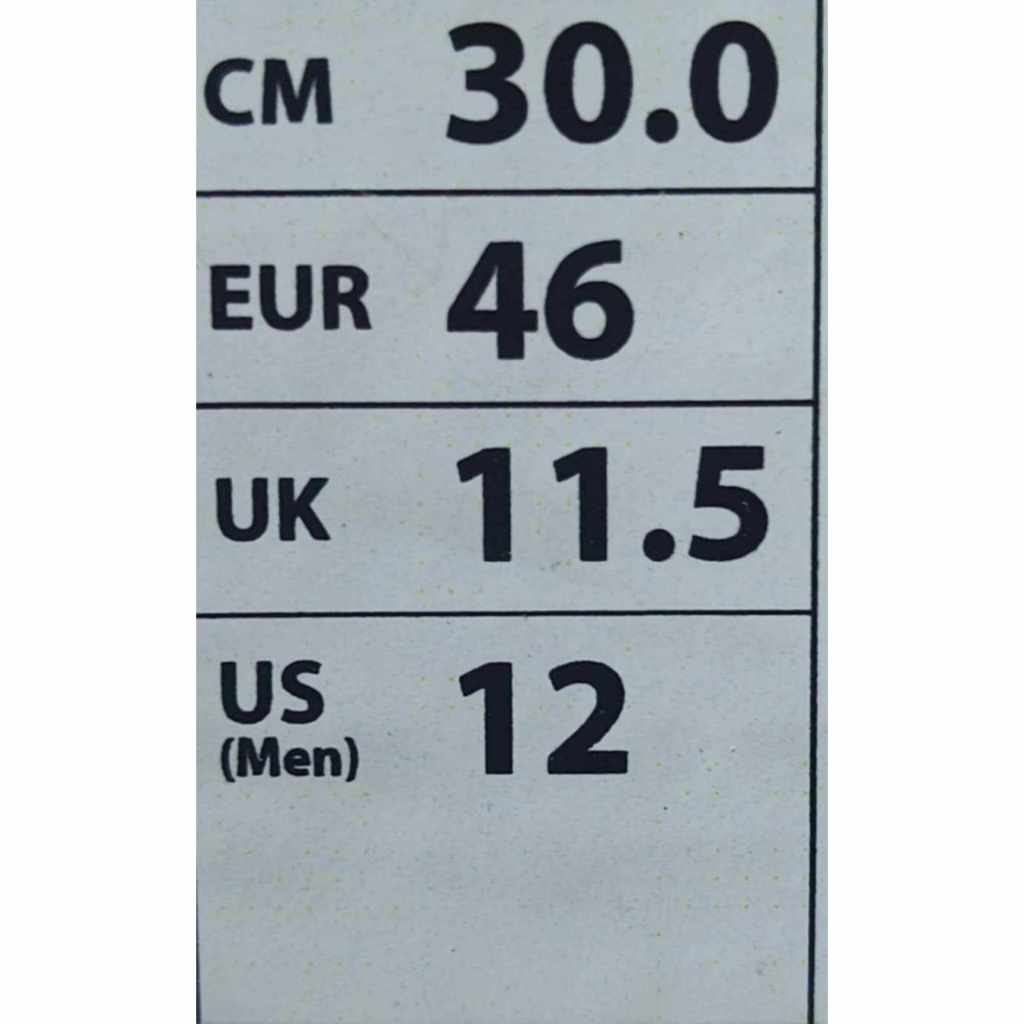 CM 30.0
EUR 46
UK 11.5
US 12
(Men)